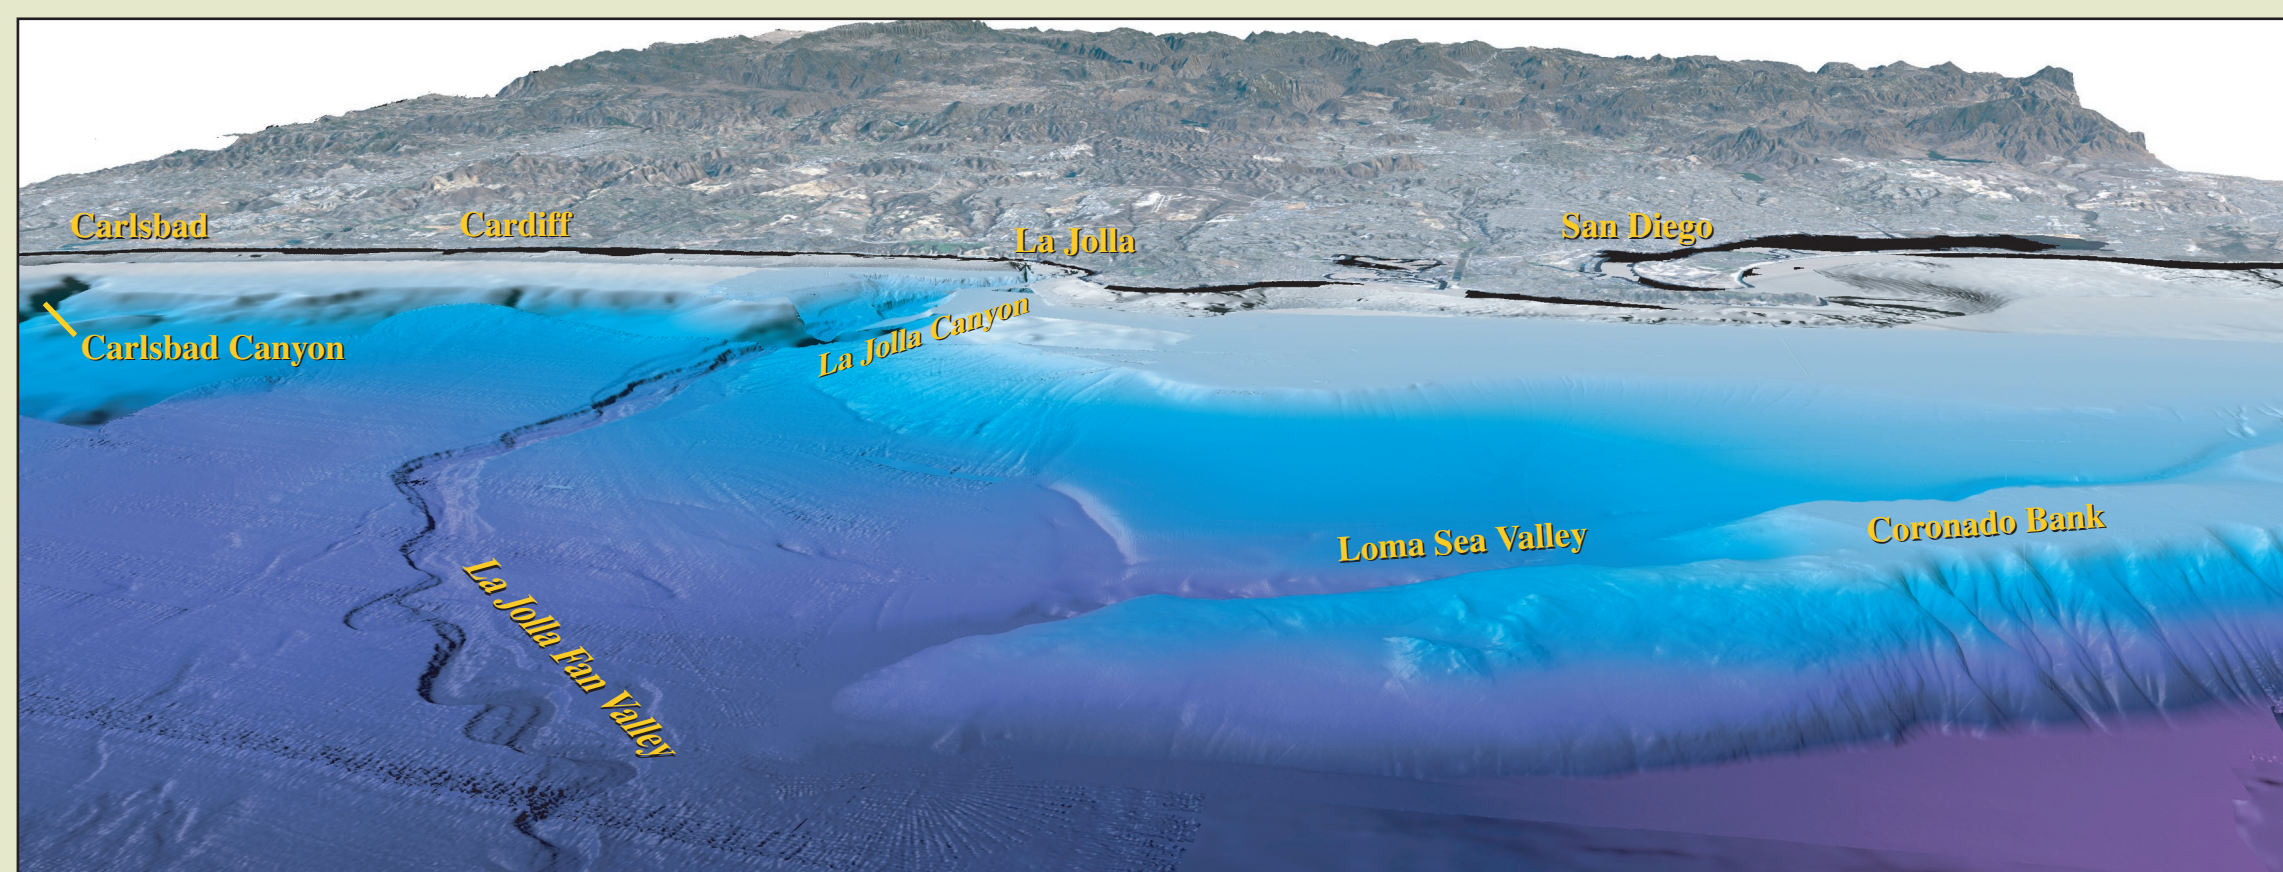 Carlsbad
Cardiff
La Jolla
San Diego
Carlsbad Canyon
La Jolla Canyon
Loma Sea Valley
Coronado Bank
La Jolla Fan Valley